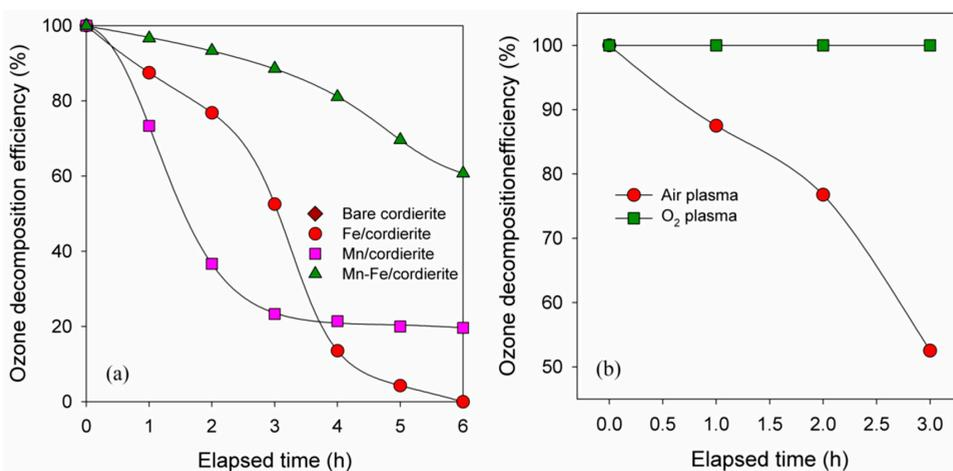 Ozone decomposition efficiency (%)
100
80
60
40
20
0
Bare cordierite
Fe/cordierite
Mn/cordierite
Mn-Fe/cordierite
(a)
0 1 2 3 4 5 6
Elapsed time (h)
Ozone decompositionefficiency (%)
100
90
80
70
60
50
Air plasma
O2 plasma
(b)
0.0 0.5 1.0 1.5 2.0 2.5 3.0
Elapsed time (h)